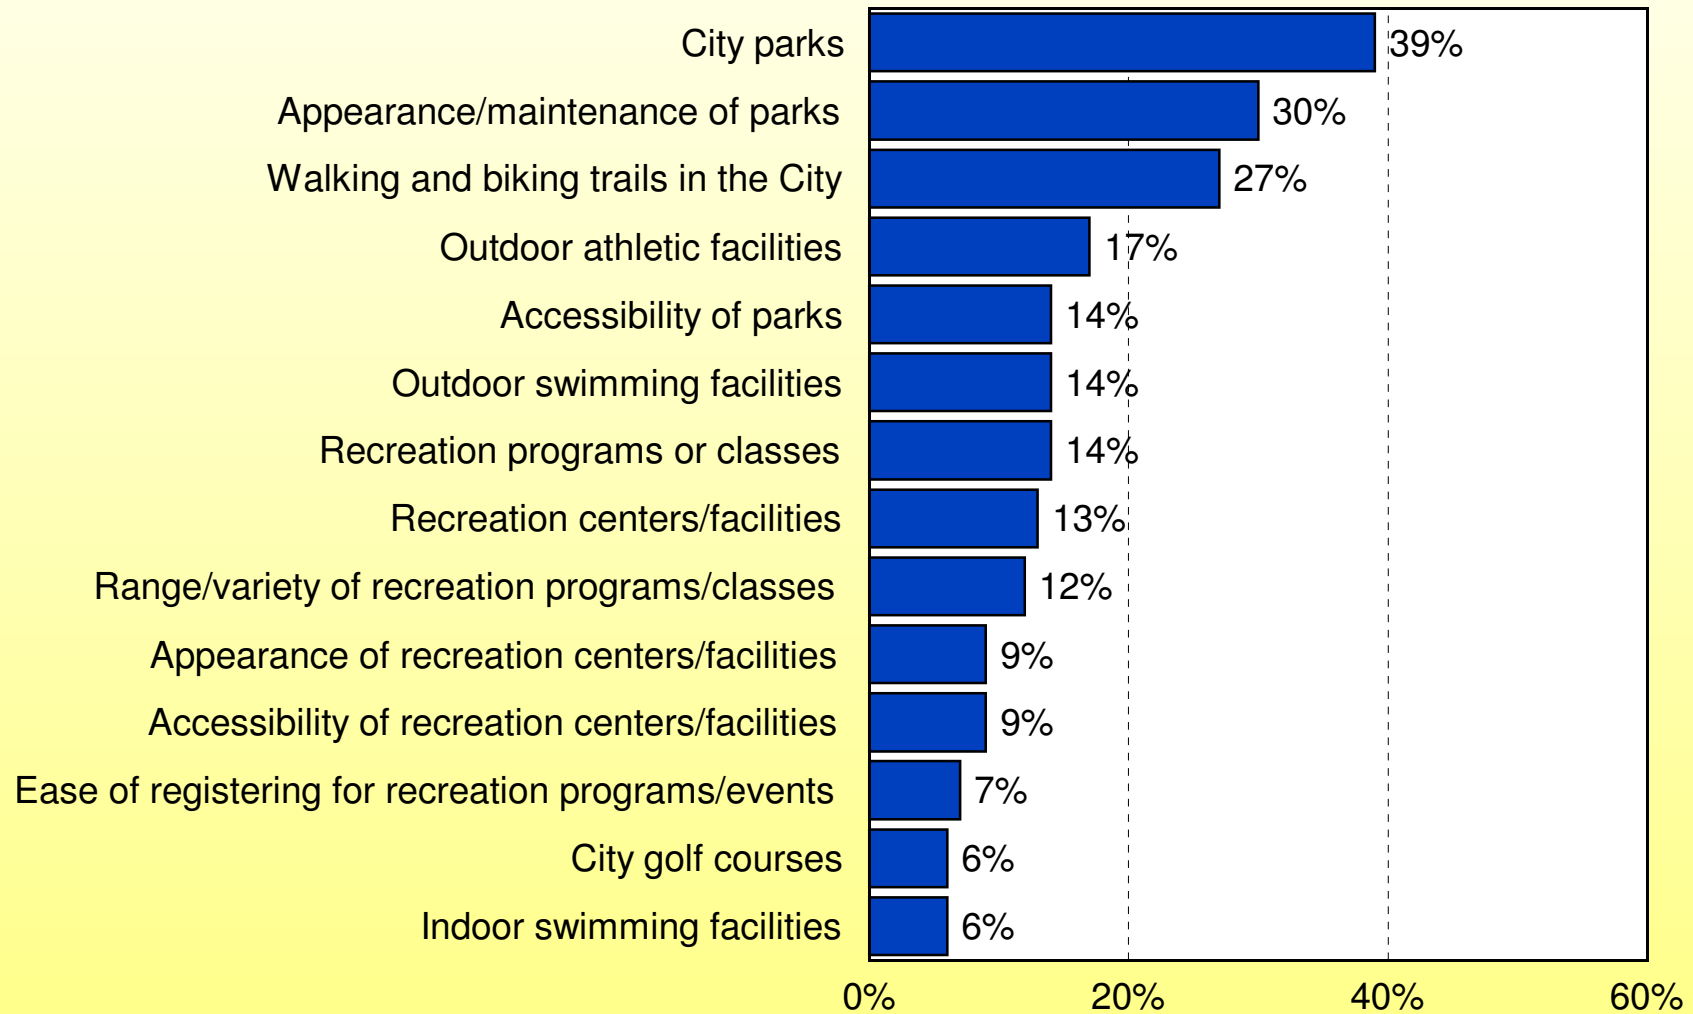 City parks 39%
Appearance/maintenance of parks 30%
Walking and biking trails in the City 27%
Outdoor athletic facilities 17%
Accessibility of parks 14%
Outdoor swimming facilities 14%
Recreation programs or classes 14%
Recreation centers/facilities 13%
Range/variety of recreation programs/classes 12%
Appearance of recreation centers/facilities 9%
Accessibility of recreation centers/facilities 9%
Ease of registering for recreation programs/events 7%
City golf courses 6%
Indoor swimming facilities 6%
0% 20% 40% 60%